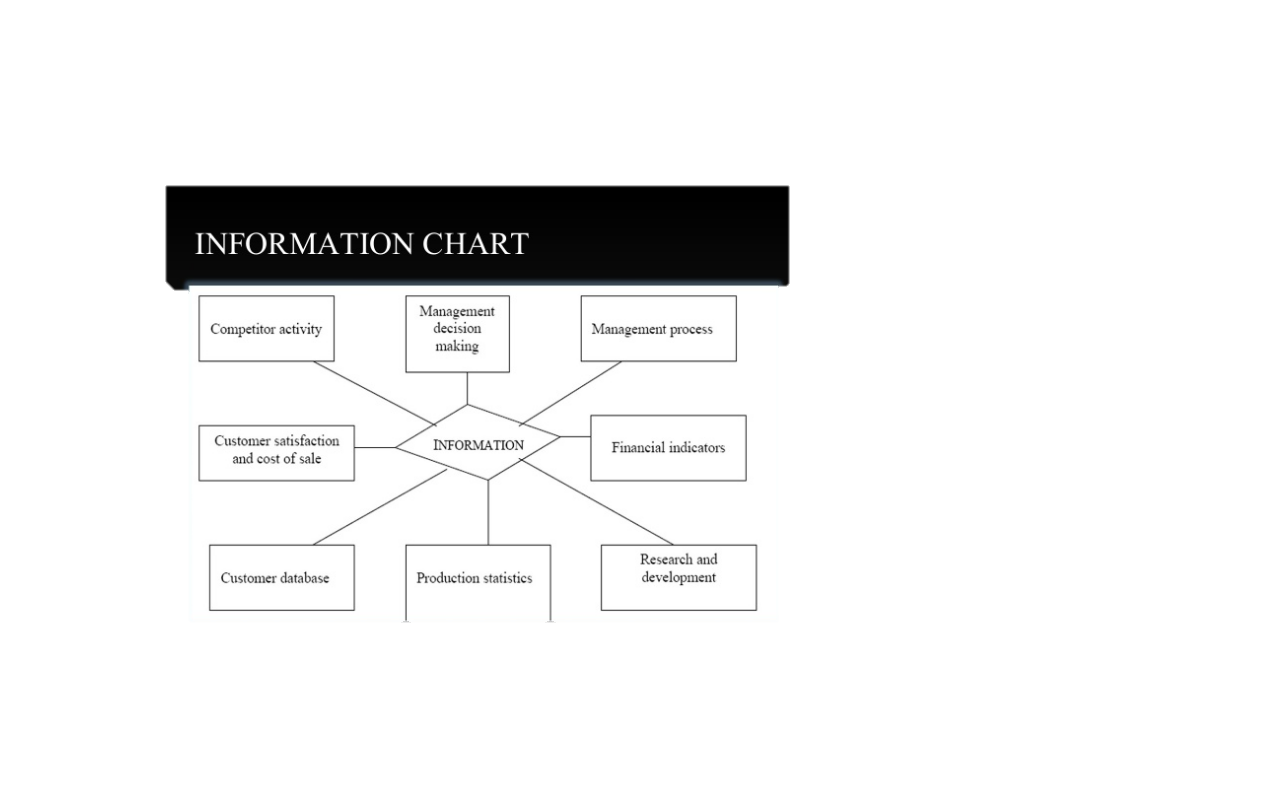 INFORMATION CHART
Competitor activity
Management
decision
making
Management process
Customer satisfaction
and cost of sale
INFORMATION
Financial indicators
Customer database
Production statistics
Research and
development